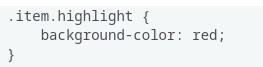 .item.highlight {
    background-color: red;
}